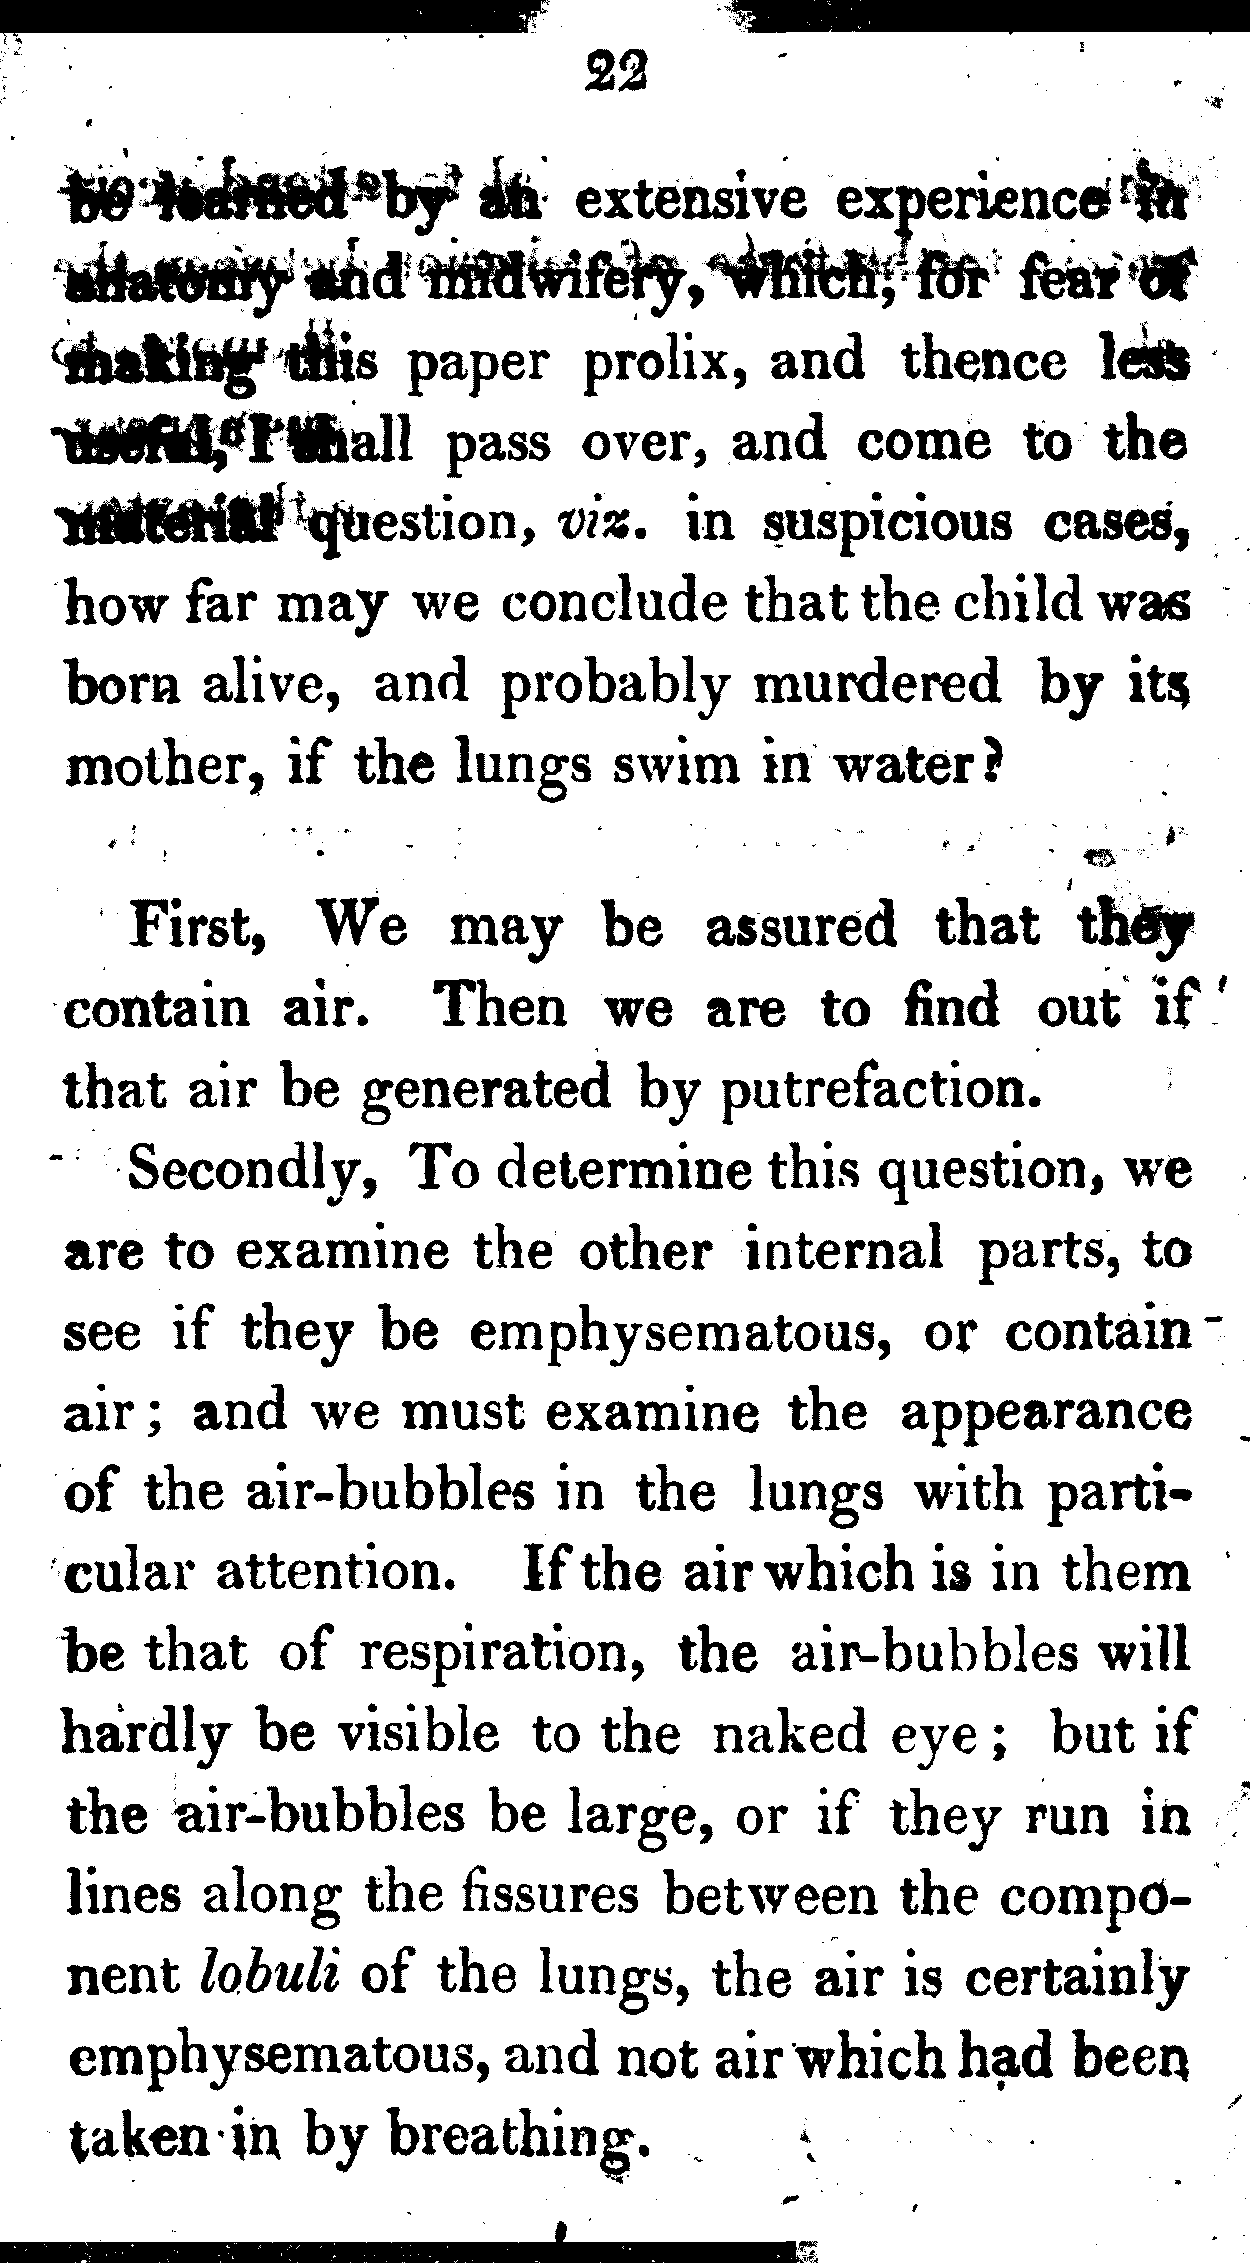 22
be learned by an extensive experience in
anatomy and midwifery, which, for fear of
making this paper prolix, and thence less
useful, I shall pass over, and come to the
material question, viz. in suspicious cases,
how far may we conclude that the child was
born alive, and probably murdered by its
mother, if the lungs swim in water?
First, We may be assured that they
contain air. Then we are to find out if
that air be generated by putrefaction.
Secondly, To determine this question, we
are to examine the other internal parts, to
see if they be emphysematous, or contain
air; and we must examine the appearance
of the air-bubbles in the lungs with parti-
cular attention. If the air which is in them
be that of respiration, the air-bubbles will
hardly be visible to the naked eye; but if
the air-bubbles be large, or if they run in
lines along the fissures between the compo-
nent lobuli of the lungs, the air is certainly
emphysematous, and not air which had been
taken in by breathing.